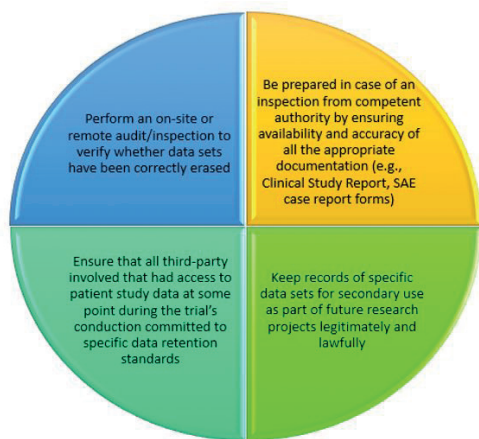 Perform an on-site or
remote audit/inspection to
verify whether data sets
have been correctly erased
Be prepared in case of an
inspection from competent
authority by ensuring
availability and accuracy of
all the appropriate
documentation (e.g.,
Clinical Study Report, SAE
case report forms)
Ensure that all third-party
involved that had access to
patient study data at some
point during the trial's
conduction committed to
specific data retention
standards
Keep records of specific
data sets for secondary use
as part of future research
projects legitimately and
lawfully